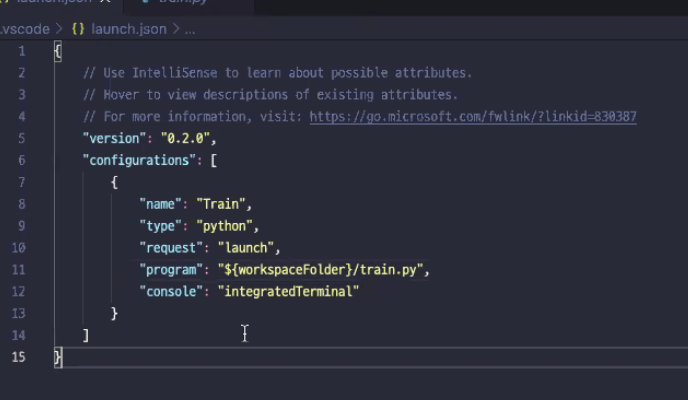 launch.json train.py
.vscode > {} launch.json > ...
1 {
2 // Use IntelliSense to learn about possible attributes.
3 // Hover to view descriptions of existing attributes.
4 // For more information, visit: https://go.microsoft.com/fwlink/?linkid=830387
5 "version": "0.2.0",
6 "configurations": [
7 {
8 "name": "Train",
9 "type": "python",
10 "request": "launch",
11 "program": "${workspaceFolder}/train.py",
12 "console": "integratedTerminal"
13 }
14 ]
15 }